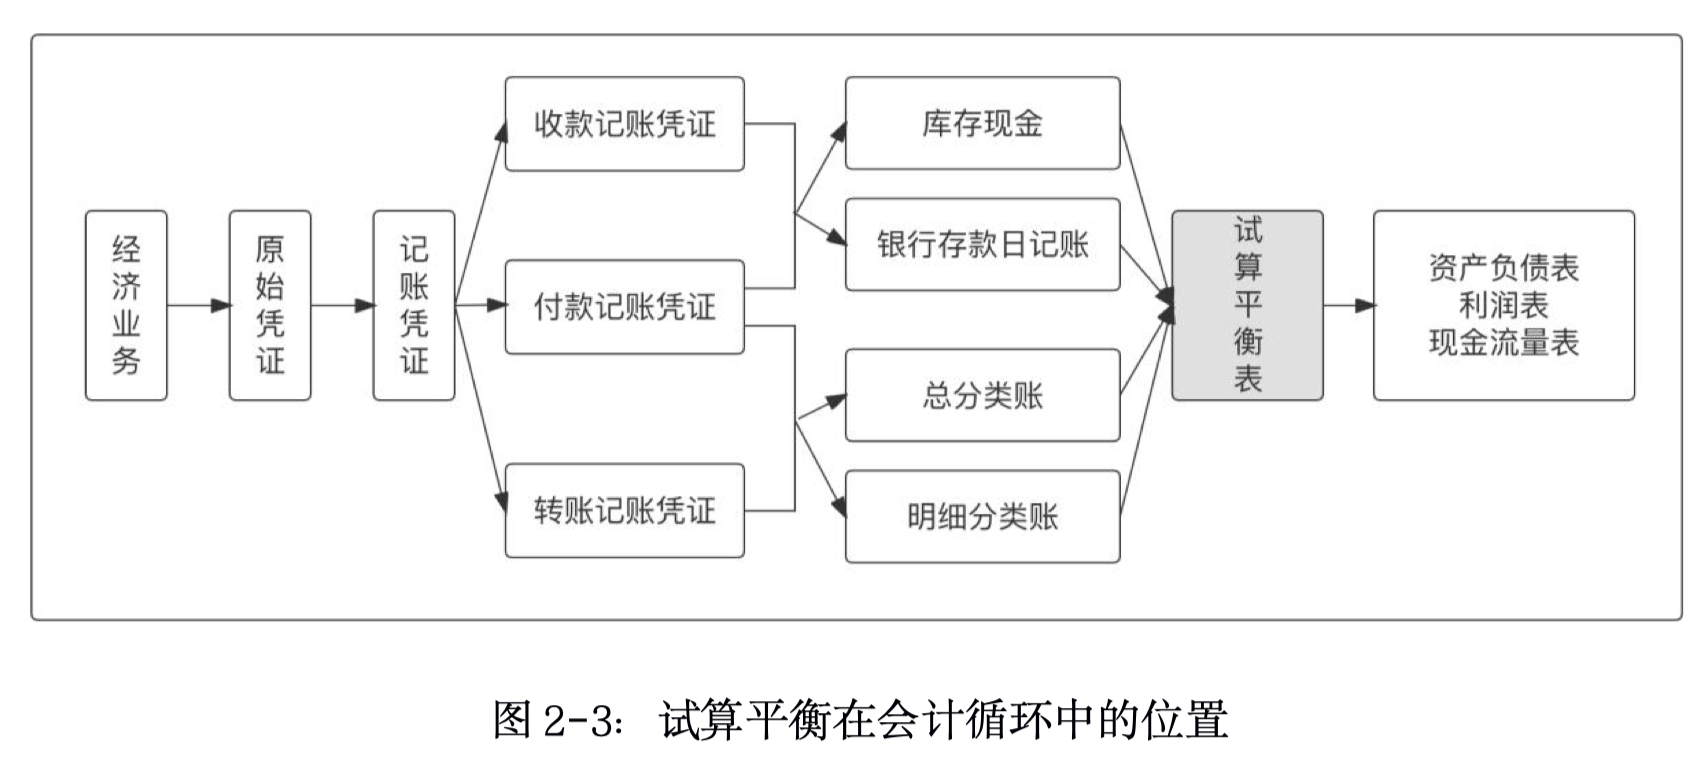 经济业务
原始凭证
记账凭证
收款记账凭证
付款记账凭证
转账记账凭证
库存现金
银行存款日记账
总分类账
明细分类账
试算平衡表
资产负债表
利润表
现金流量表
图 2-3：试算平衡在会计循环中的位置